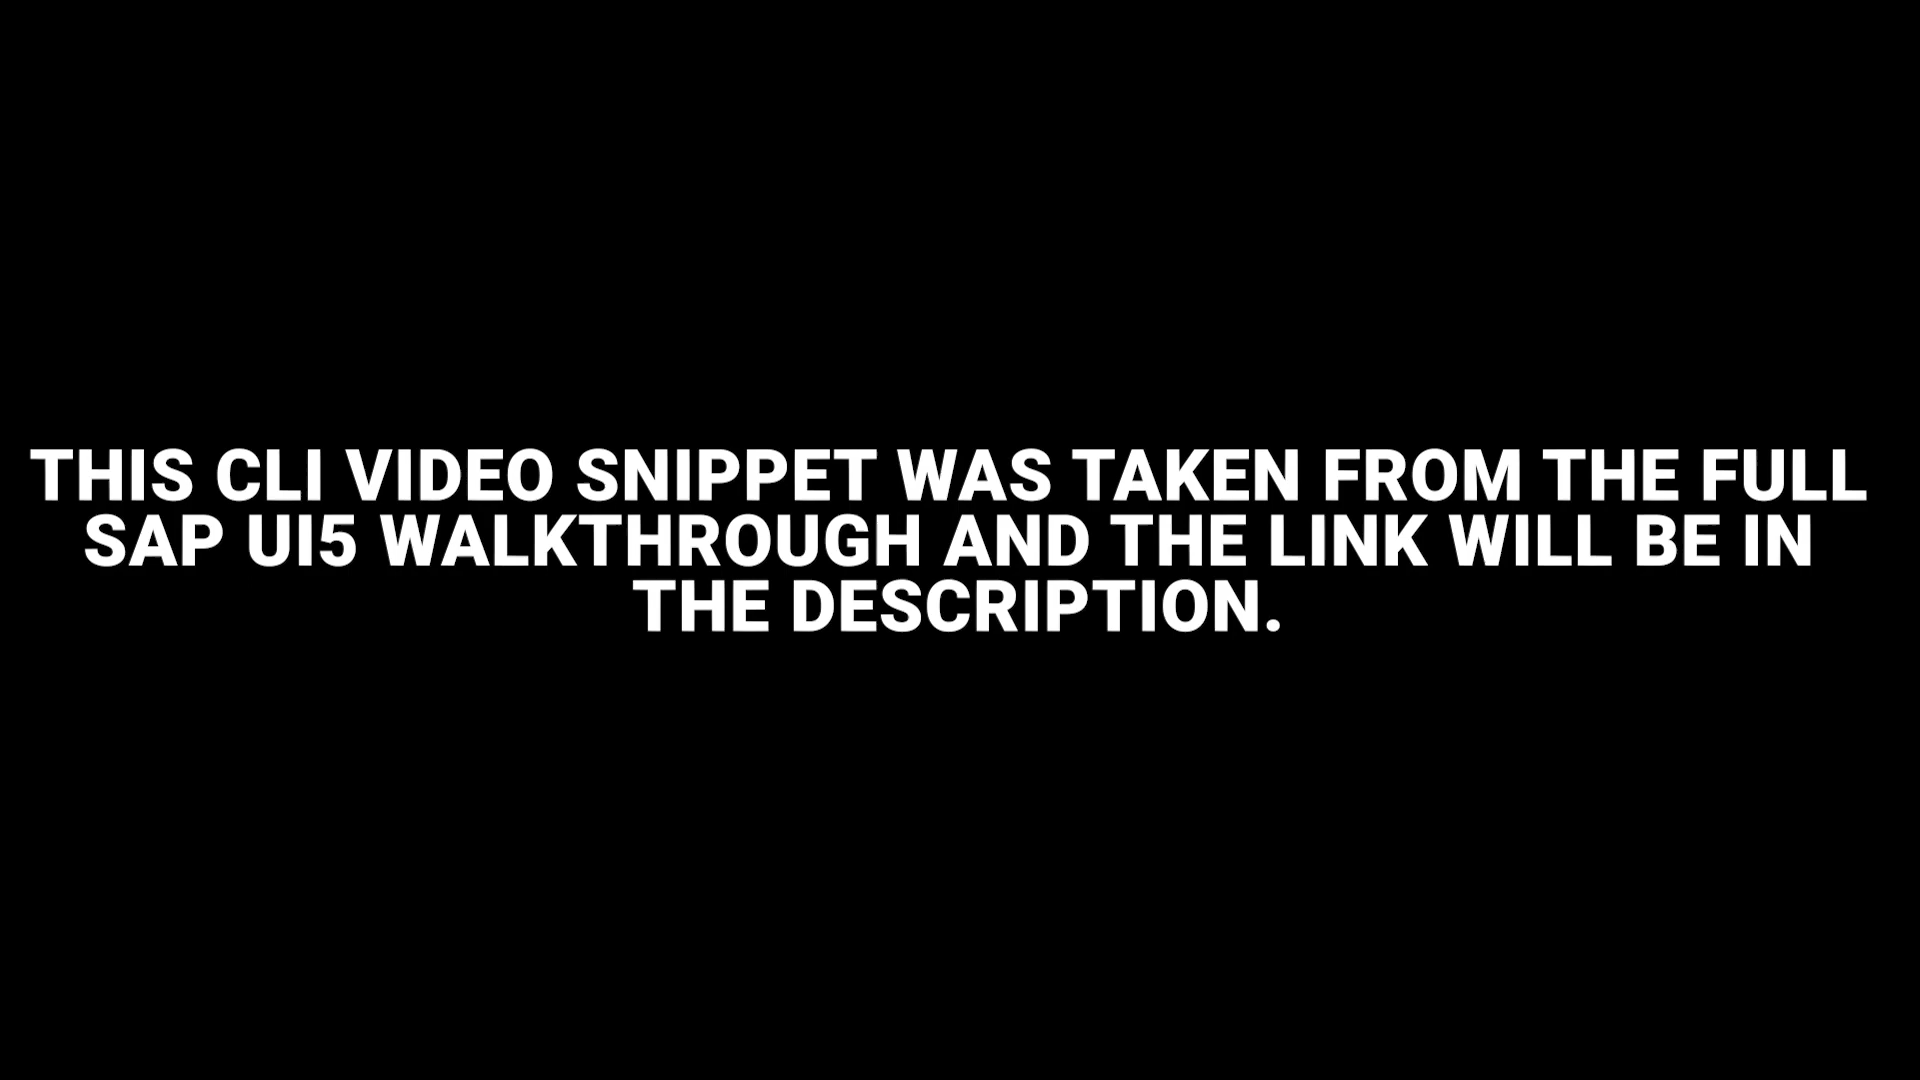 THIS CLI VIDEO SNIPPET WAS TAKEN FROM THE FULL
SAP UI5 WALKTHROUGH AND THE LINK WILL BE IN
THE DESCRIPTION.